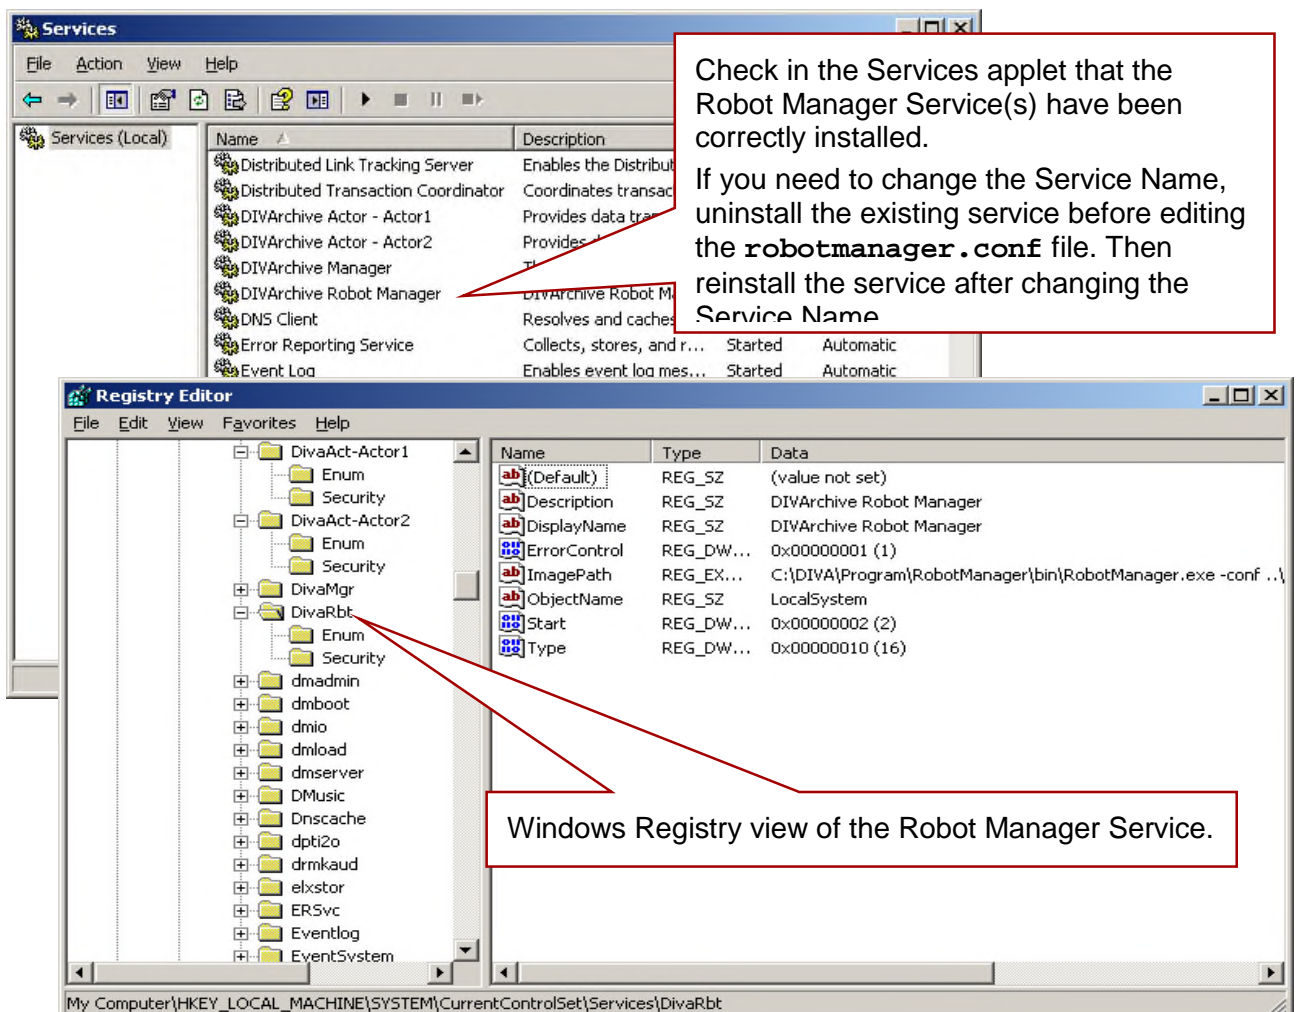 Services
File Action View Help
Check in the Services applet that the
Robot Manager Service(s) have been
correctly installed.
If you need to change the Service Name,
uninstall the existing service before editing
the robotmanager.conf file. Then
reinstall the service after changing the
Service Name
Services (Local)
Name Description
Distributed Link Tracking Server Enables the Distribut
Distributed Transaction Coordinator Coordinates transac
DIVArchive Actor - Actor1 Provides data tran
DIVArchive Actor - Actor2 Provides
DIVArchive Manager
DIVArchive Robot Manager DIVArchive Robot M
DNS Client Resolves and caches
Error Reporting Service Collects, stores, and r... Started Automatic
Event Log Enables event log mes... Started Automatic
Registry Editor
File Edit View Favorites Help
DivaAct-Actor1
Enum
Security
DivaAct-Actor2
Enum
Security
DivaMgr
DivaRbt
Enum
Security
dmadmin
dmboot
dmio
dmload
dmserver
DMusic
Dnscache
dpti2o
drmkaud
elxstor
ERSvc
Eventlog
EventSystem
Name Type Data
(Default) REG_SZ (value not set)
Description REG_SZ DIVArchive Robot Manager
DisplayName REG_SZ DIVArchive Robot Manager
ErrorControl REG_DW... 0x00000001 (1)
ImagePath REG_EX... C:\DIVA\Program\RobotManager\bin\RobotManager.exe -conf ..\
ObjectName REG_SZ LocalSystem
Start REG_DW... 0x00000002 (2)
Type REG_DW... 0x00000010 (16)
Windows Registry view of the Robot Manager Service.
My Computer\HKEY_LOCAL_MACHINE\SYSTEM\CurrentControlSet\Services\DivaRbt